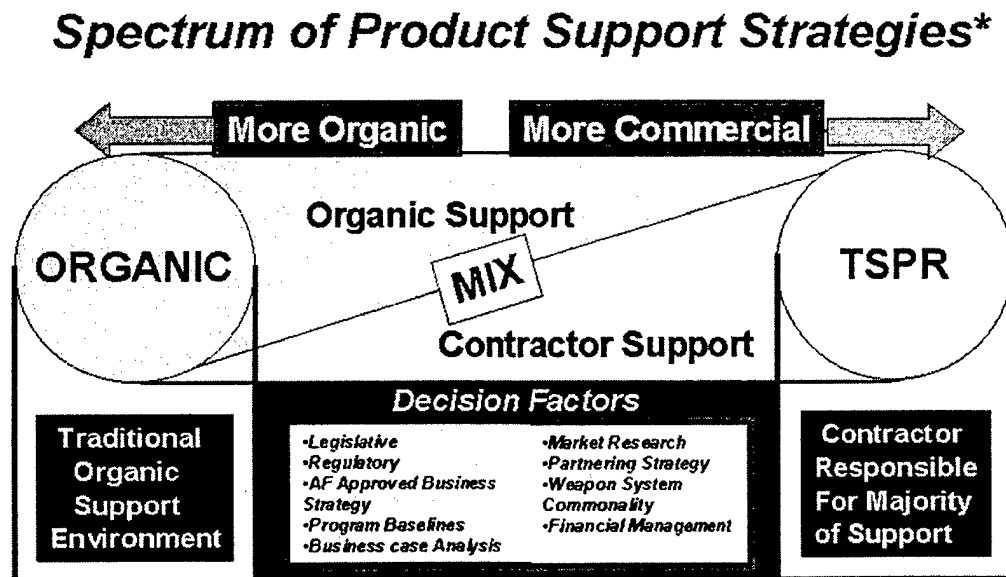 Spectrum of Product Support Strategies*
More Organic
More Commercial
Organic Support
ORGANIC
MIX
TSPR
Contractor Support
Decision Factors
•Legislative
•Regulatory
•AF Approved Business
Strategy
•Program Baselines
•Business case Analysis
•Market Research
•Partnering Strategy
•Weapon System
Commonality
•Financial Management
Traditional
Organic
Support
Environment
Contractor
Responsible
For Majority
of Support